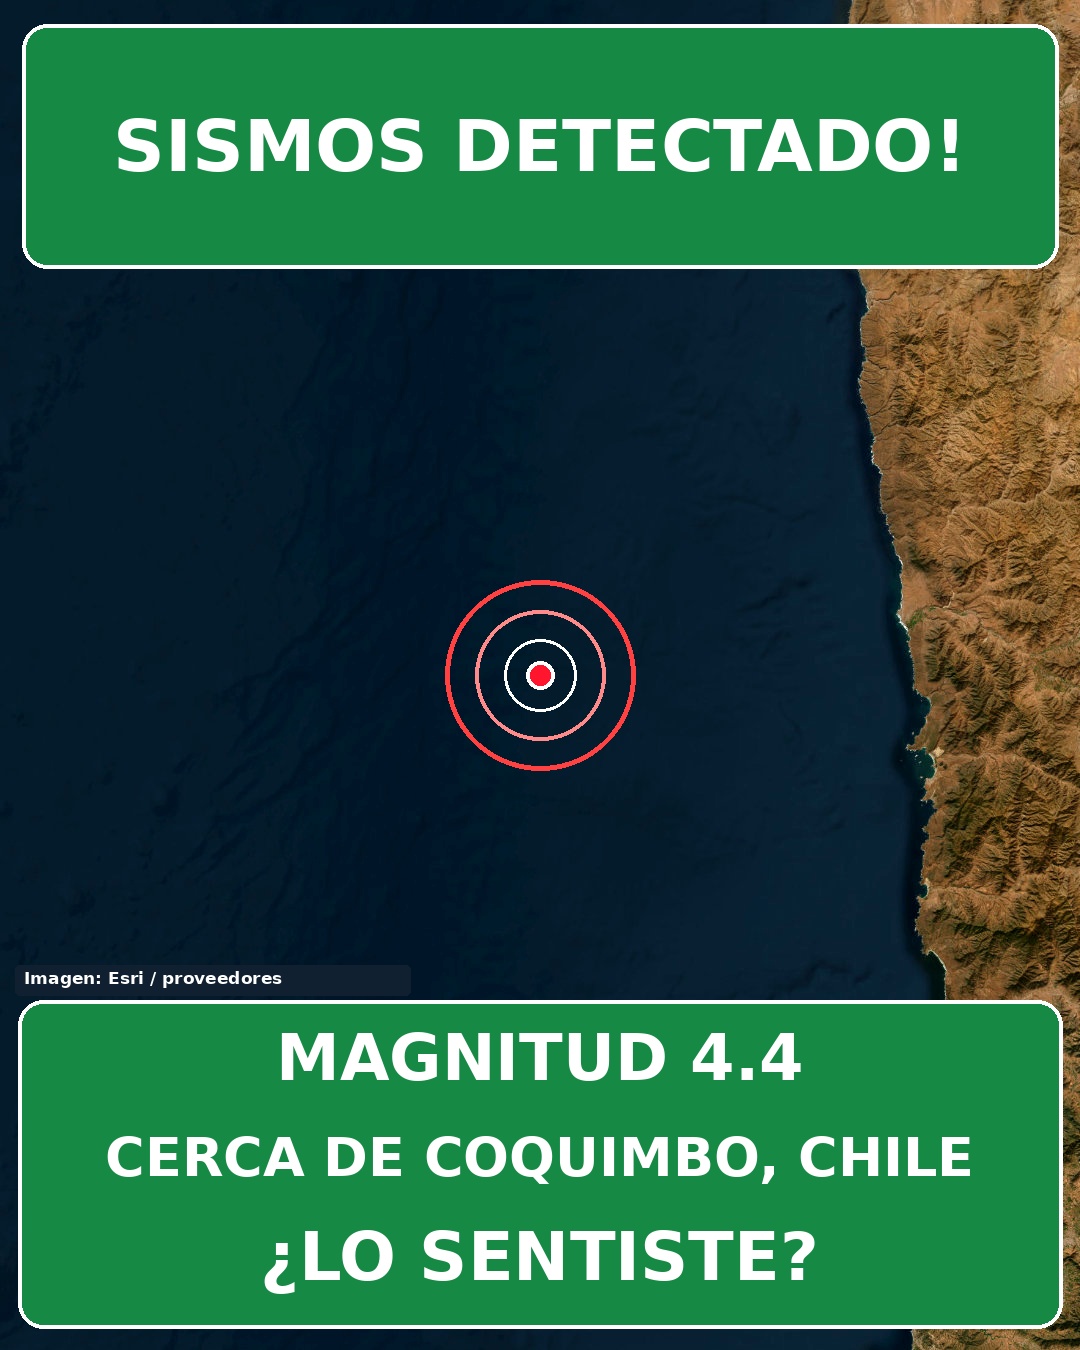 SISMOS DETECTADO!
Imagen: Esri / proveedores
MAGNITUD 4.4
CERCA DE COQUIMBO, CHILE
¿LO SENTISTE?